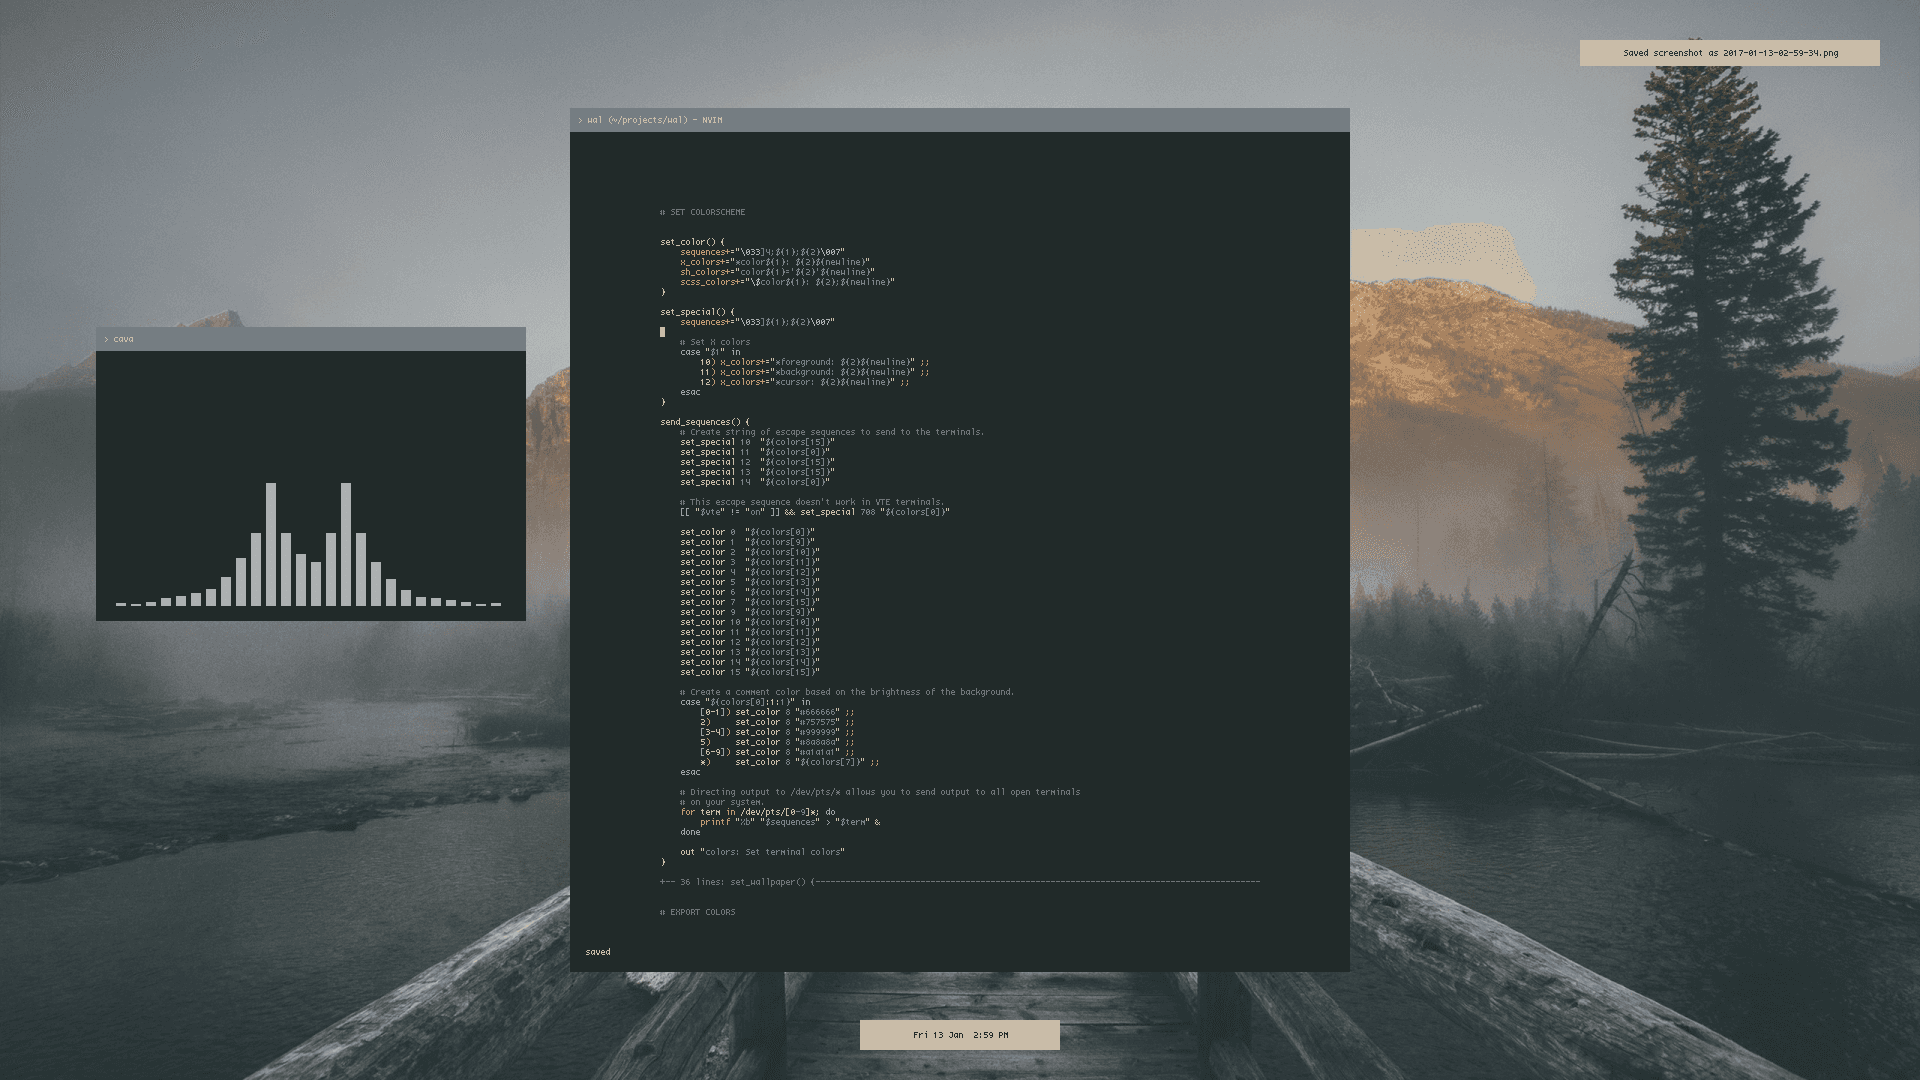 Saved screenshot as 2017-01-13-02-59-34.png
> wal (~/projects/wal) - NVIM
# SET COLORSCHEME
set_color() {
    sequences+="\033]4;${1};${2}\007"
    x_colors+="*color${1}: ${2}${newline}"
    sh_colors+="color${1}='${2}'${newline}"
    scss_colors+="\$color${1}: ${2};${newline}"
}
set_special() {
    sequences+="\033]${1};${2}\007"
    # Set X colors
    case "$1" in
        10) x_colors+="*foreground: ${2}${newline}" ;;
        11) x_colors+="*background: ${2}${newline}" ;;
        12) x_colors+="*cursor: ${2}${newline}" ;;
    esac
}
send_sequences() {
    # Create string of escape sequences to send to the terminals.
    set_special 10  "${colors[15]}"
    set_special 11  "${colors[0]}"
    set_special 12  "${colors[15]}"
    set_special 13  "${colors[15]}"
    set_special 14  "${colors[0]}"
    # This escape sequence doesn't work in VTE terminals.
    [[ "$vte" != "on" ]] && set_special 708 "${colors[0]}"
    set_color 0  "${colors[0]}"
    set_color 1  "${colors[9]}"
    set_color 2  "${colors[10]}"
    set_color 3  "${colors[11]}"
    set_color 4  "${colors[12]}"
    set_color 5  "${colors[13]}"
    set_color 6  "${colors[14]}"
    set_color 7  "${colors[15]}"
    set_color 9  "${colors[9]}"
    set_color 10 "${colors[10]}"
    set_color 11 "${colors[11]}"
    set_color 12 "${colors[12]}"
    set_color 13 "${colors[13]}"
    set_color 14 "${colors[14]}"
    set_color 15 "${colors[15]}"
    # Create a comment color based on the brightness of the background.
    case "${colors[0]:1:1}" in
        [0-1]) set_color 8 "#666666" ;;
        2)     set_color 8 "#757575" ;;
        [3-4]) set_color 8 "#999999" ;;
        5)     set_color 8 "#8a8a8a" ;;
        [6-9]) set_color 8 "#a1a1a1" ;;
        *)     set_color 8 "${colors[7]}" ;;
    esac
    # Directing output to /dev/pts/* allows you to send output to all open terminals
    # on your system.
    for term in /dev/pts/[0-9]*; do
        printf "%b" "$sequences" > "$term" &
    done
    out "colors: Set terminal colors"
}
+-- 36 lines: set_wallpaper() {-----------------------------------------------------------------------------------------
# EXPORT COLORS
saved
> cava
Fri 13 Jan  2:59 PM